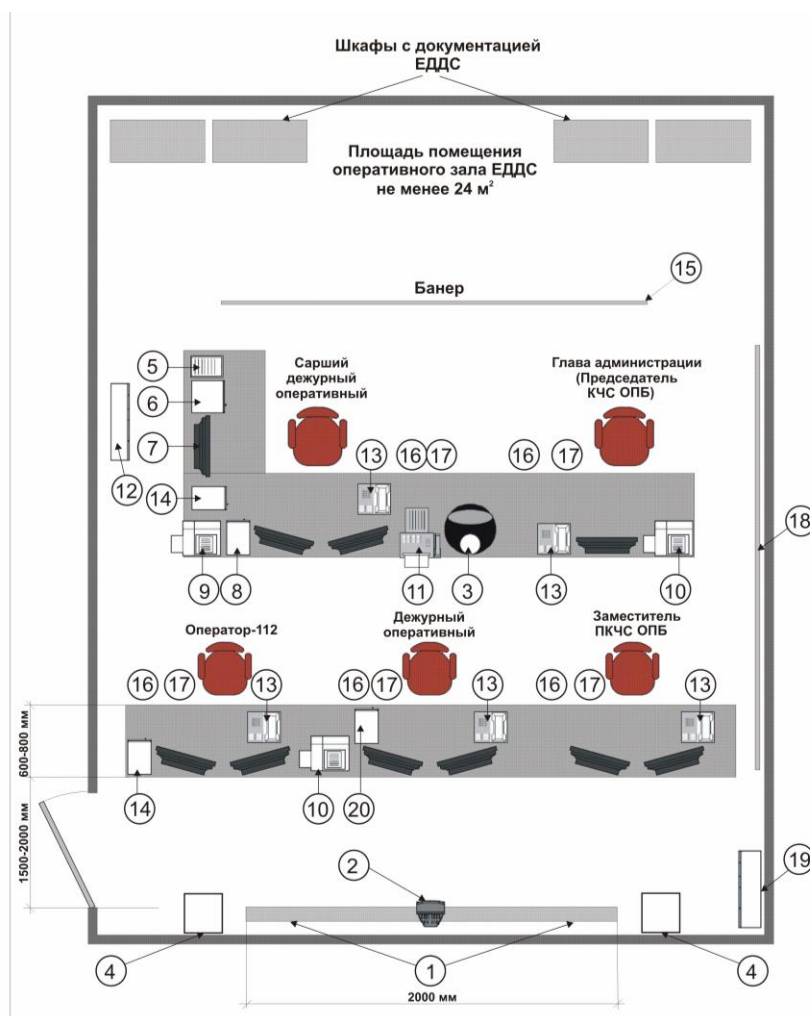 Шкафы с документацией
ЕДДС
Площадь помещения
оперативного зала ЕДДС
не менее 24 м²
Банер
15
5
Сарший
дежурный
оперативный
Глава администрации
(Председатель
КЧС ОПБ)
6
7
13
16
17
16
17
12
14
18
9
8
11
3
13
10
Оператор-112
Дежурный
оперативный
Заместитель
ПКЧС ОПБ
16
17
13
16
17
13
16
17
13
600-800 мм
14
10
20
1500-2000 мм
2
19
4
1
4
2000 мм